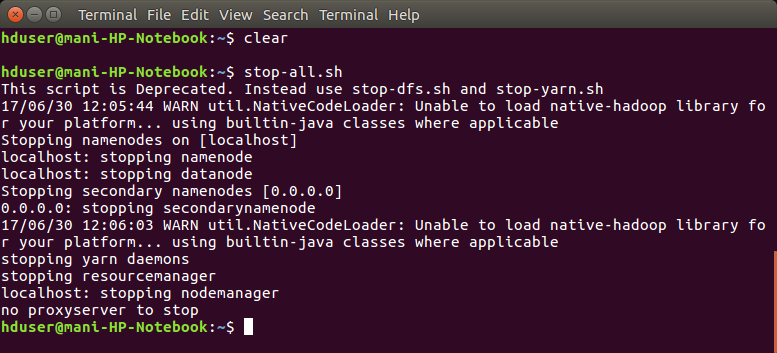 Terminal File Edit View Search Terminal Help
hduser@mani-HP-Notebook:~$ clear
hduser@mani-HP-Notebook:~$ stop-all.sh
This script is Deprecated. Instead use stop-dfs.sh and stop-yarn.sh
17/06/30 12:05:44 WARN util.NativeCodeLoader: Unable to load native-hadoop library fo
r your platform... using builtin-java classes where applicable
Stopping namenodes on [localhost]
localhost: stopping namenode
localhost: stopping datanode
Stopping secondary namenodes [0.0.0.0]
0.0.0.0: stopping secondarynamenode
17/06/30 12:06:03 WARN util.NativeCodeLoader: Unable to load native-hadoop library fo
r your platform... using builtin-java classes where applicable
stopping yarn daemons
stopping resourcemanager
localhost: stopping nodemanager
no proxyserver to stop
hduser@mani-HP-Notebook:~$